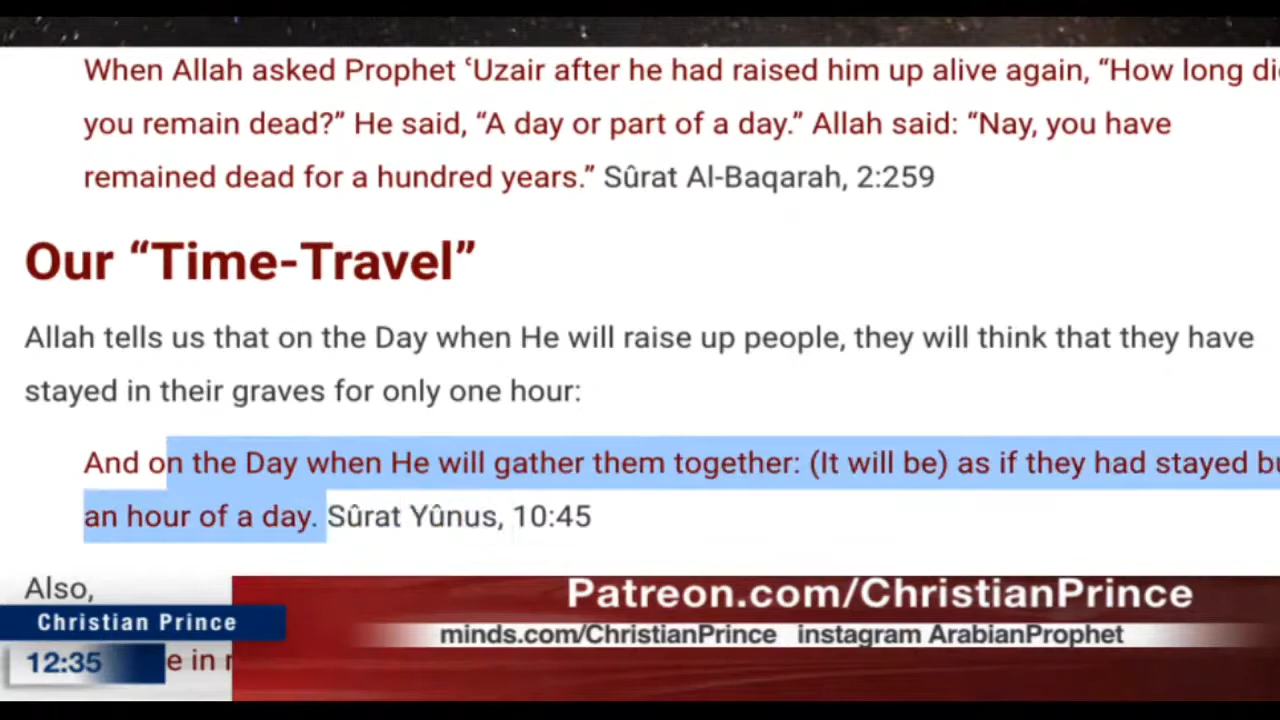 When Allah asked Prophet ʿUzair after he had raised him up alive again, “How long
you remain dead?” He said, “A day or part of a day.” Allah said: “Nay, you have
remained dead for a hundred years.” Sûrat Al-Baqarah, 2:259
Our “Time-Travel”
Allah tells us that on the Day when He will raise up people, they will think that they have
stayed in their graves for only one hour:
And on the Day when He will gather them together: (It will be) as if they had stayed
an hour of a day. Sûrat Yûnus, 10:45
Also,
Patreon.com/ChristianPrince
Christian Prince
minds.com/ChristianPrince instagram ArabianProphet
12:35
e in